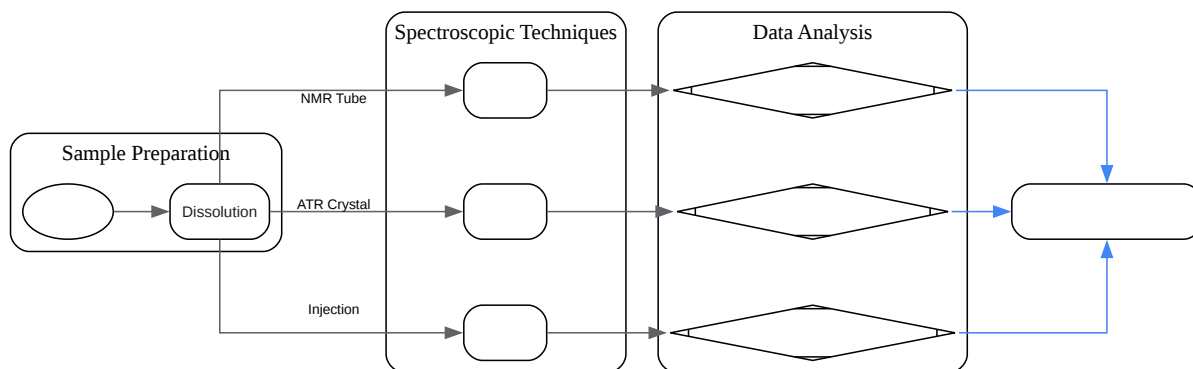 Spectroscopic Techniques
Data Analysis
NMR Tube
Sample Preparation
Dissolution
ATR Crystal
Injection